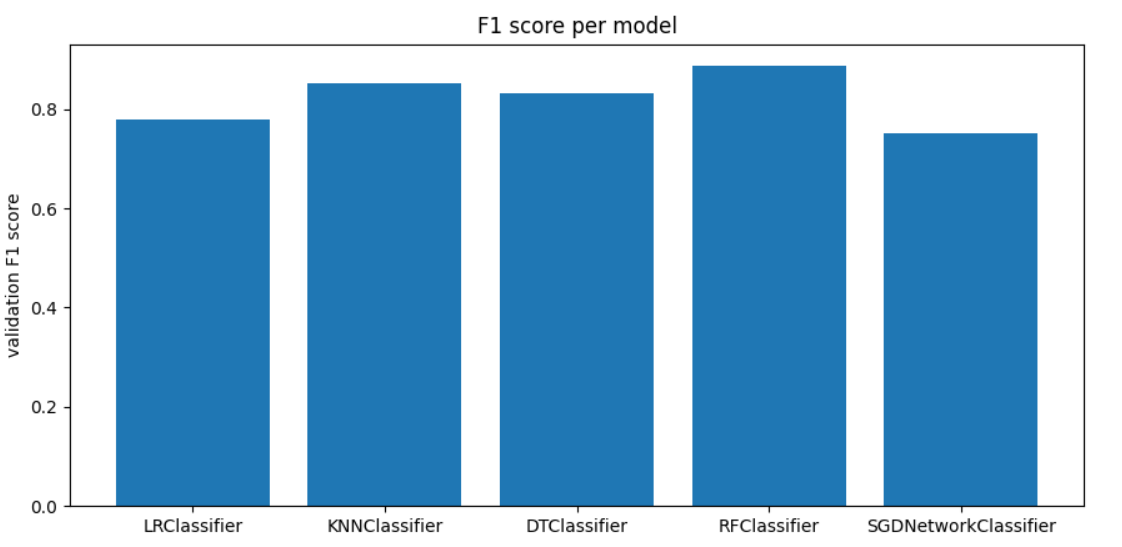 F1 score per model
validation F1 score
0.8
0.6
0.4
0.2
0.0
LRClassifier KNNClassifier DTClassifier RFClassifier SGDNetworkClassifier